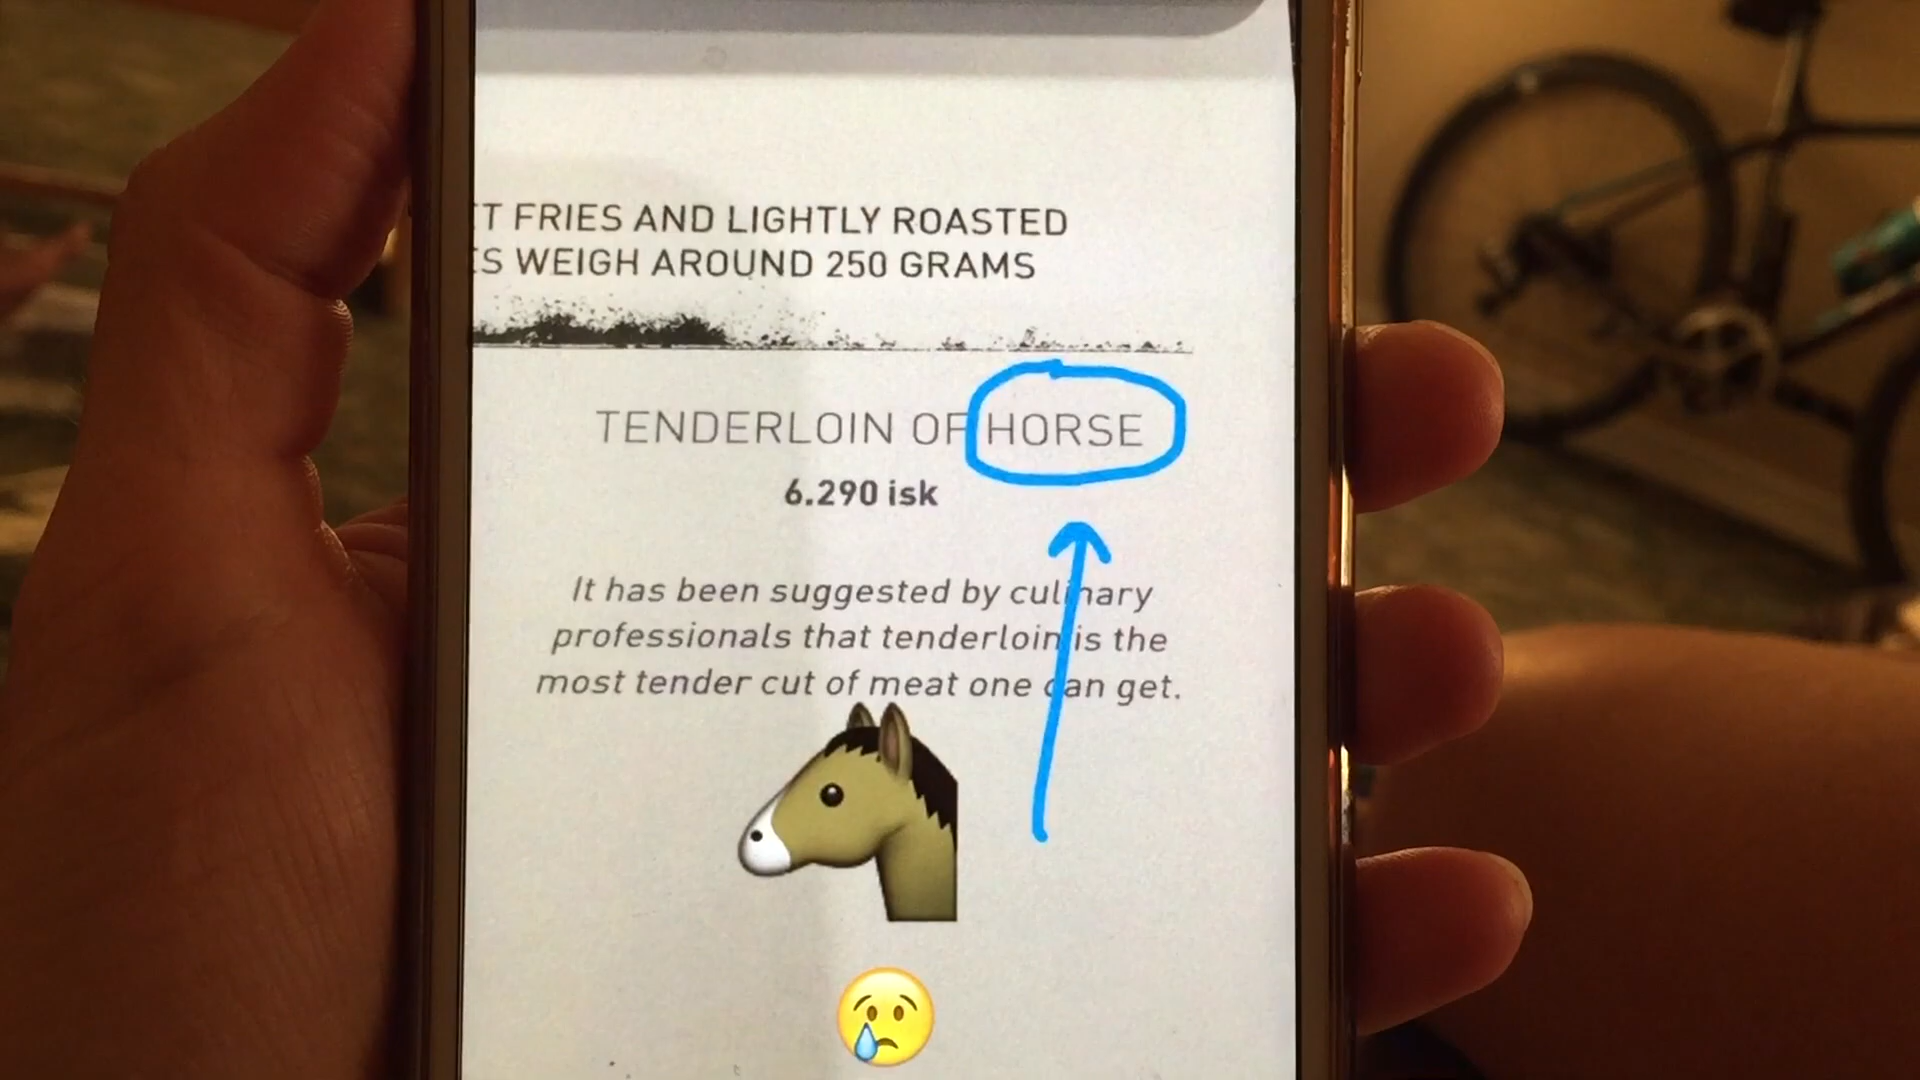 T FRIES AND LIGHTLY ROASTED
ES WEIGH AROUND 250 GRAMS
TENDERLOIN OF HORSE
6.290 isk
It has been suggested by culinary
professionals that tenderloin is the
most tender cut of meat one can get.